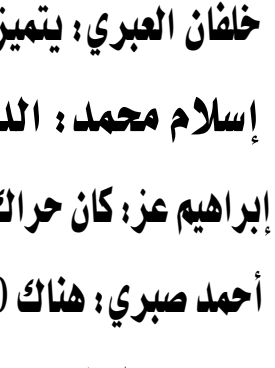 خلفان العبري: يتميز
إسلام محمد: الد
إبراهيم عز: كان حراك
أحمد صبري: هناك (